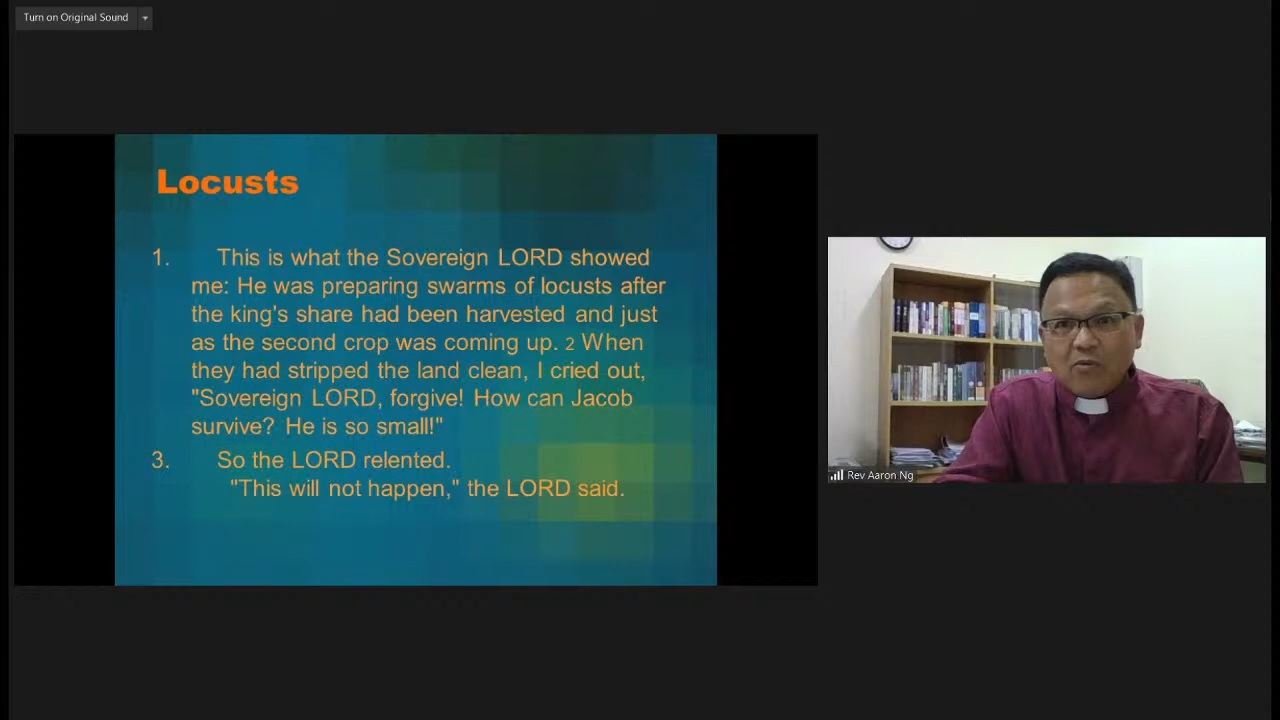 Turn on Original Sound
Locusts
1. This is what the Sovereign LORD showed
me: He was preparing swarms of locusts after
the king's share had been harvested and just
as the second crop was coming up. 2 When
they had stripped the land clean, I cried out,
"Sovereign LORD, forgive! How can Jacob
survive? He is so small!"
3. So the LORD relented.
"This will not happen," the LORD said.
Rev Aaron Ng